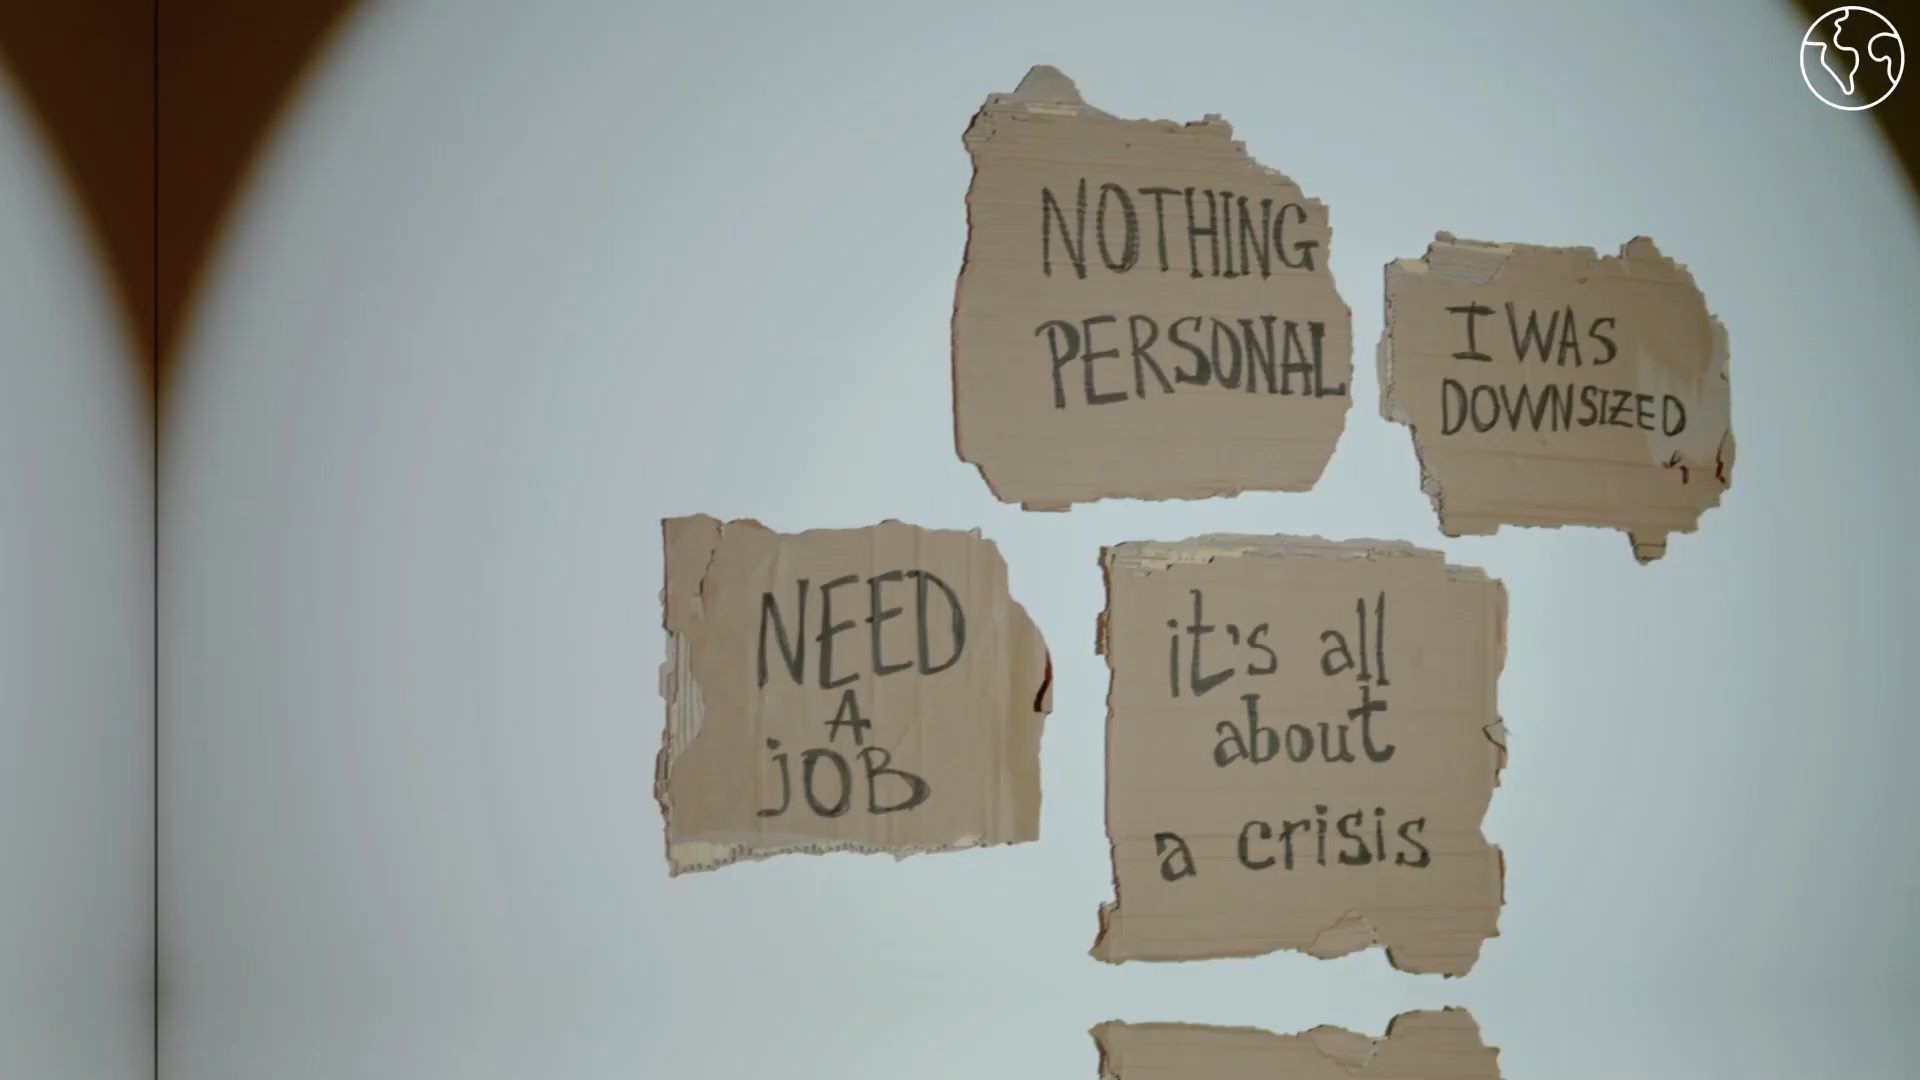 NOTHING
PERSONAL
I WAS
DOWNSIZED
NEED
A
jOB
it's all
about
a crisis